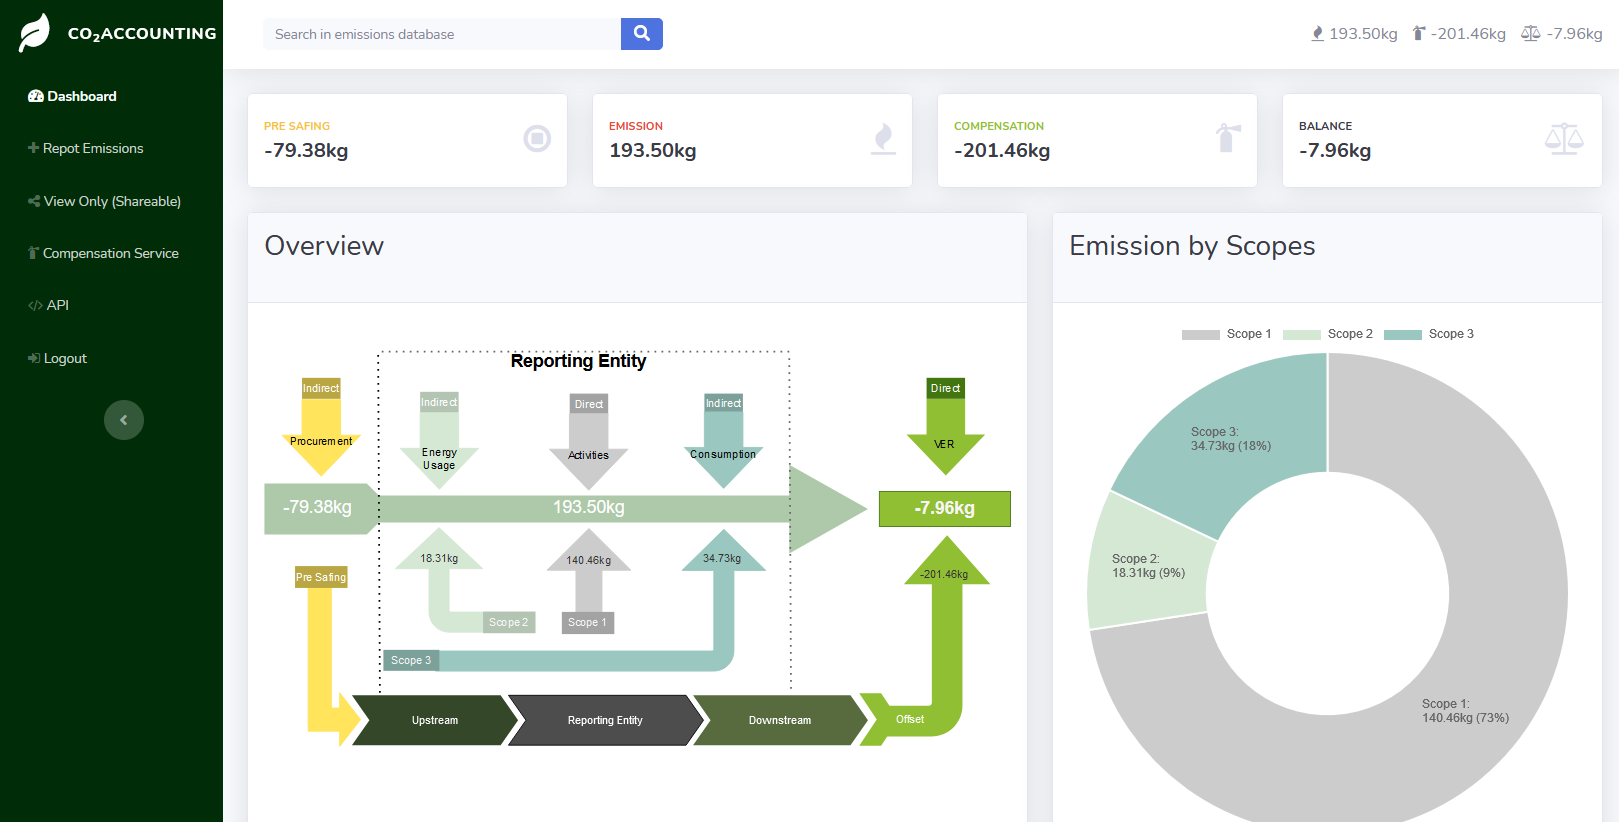 CO₂ACCOUNTING
Dashboard
Repot Emissions
View Only (Shareable)
Compensation Service
API
Logout
Search in emissions database
193.50kg -201.46kg -7.96kg
PRE SAFING
-79.38kg
EMISSION
193.50kg
COMPENSATION
-201.46kg
BALANCE
-7.96kg
Overview
Reporting Entity
Indirect
Procurement
Indirect
Energy
Usage
Direct
Activities
Indirect
Consumption
Direct
VER
-79.38kg
193.50kg
-7.96kg
18.31kg
140.46kg
34.73kg
-201.46kg
Pre Safing
Scope 2
Scope 1
Scope 3
Upstream
Reporting Entity
Downstream
Offset
Emission by Scopes
Scope 1 Scope 2 Scope 3
Scope 3:
34.73kg (18%)
Scope 2:
18.31kg (9%)
Scope 1:
140.46kg (73%)